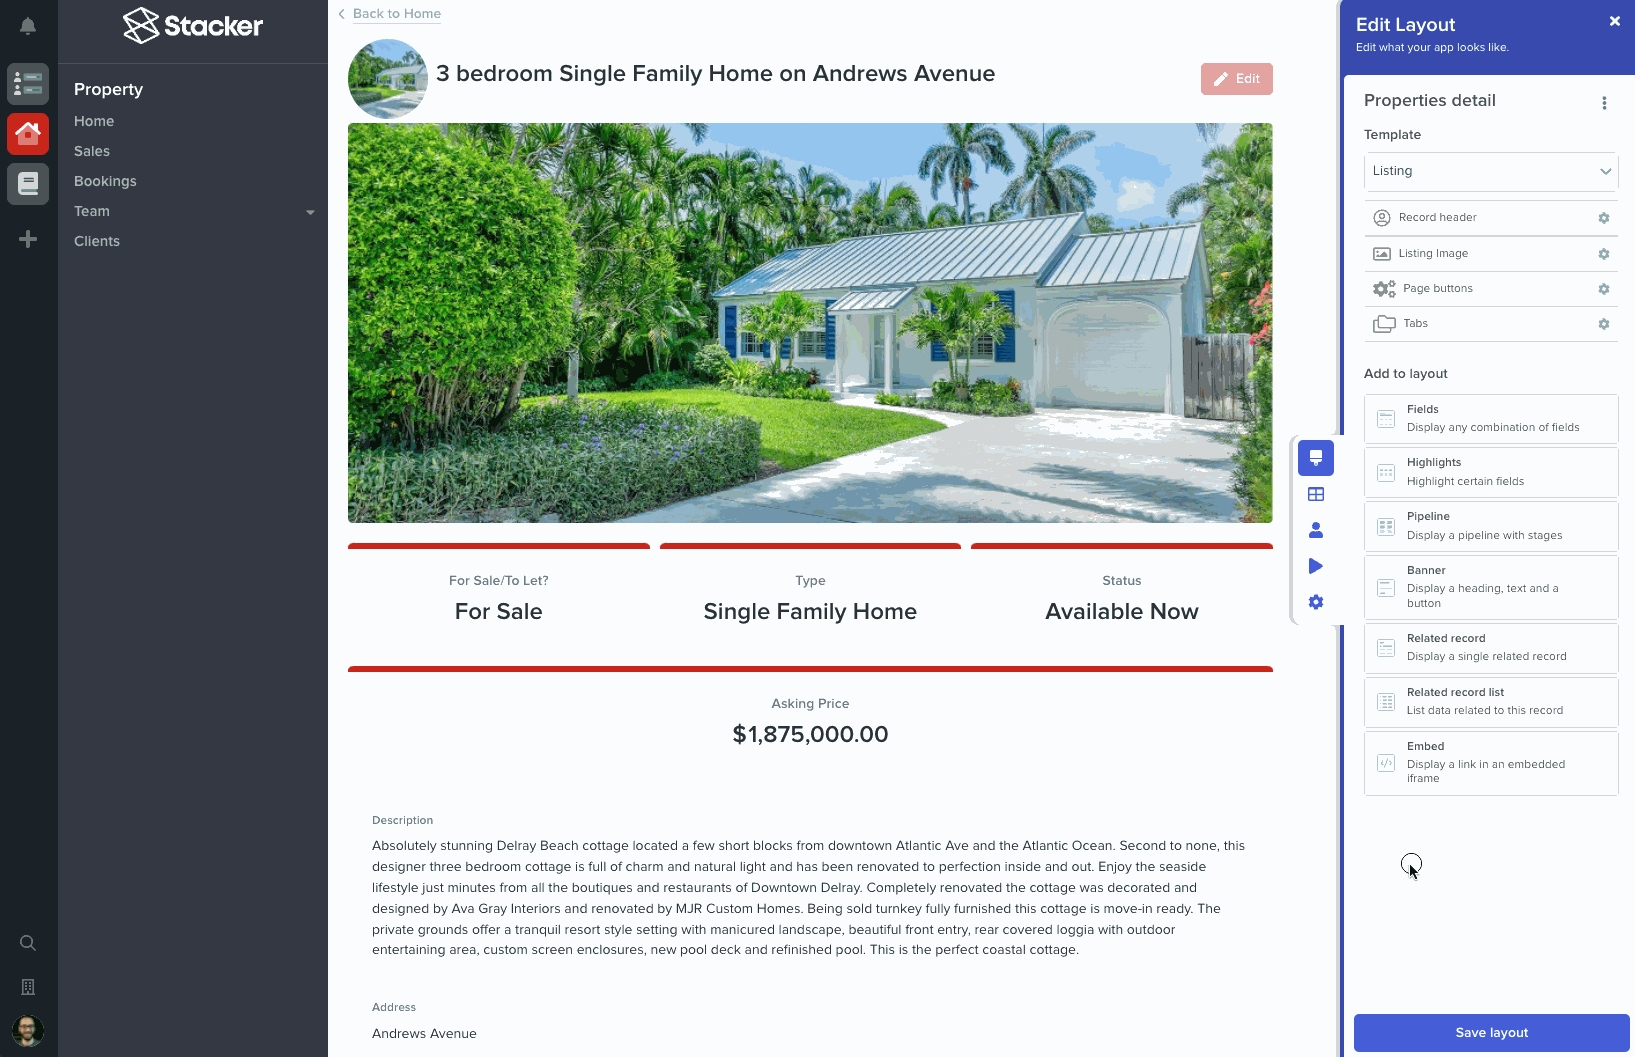 Stacker
Property
Home
Sales
Bookings
Team
Clients
Back to Home
3 bedroom Single Family Home on Andrews Avenue
Edit
For Sale/To Let?
For Sale
Type
Single Family Home
Status
Available Now
Asking Price
$1,875,000.00
Description
Absolutely stunning Delray Beach cottage located a few short blocks from downtown Atlantic Ave and the Atlantic Ocean. Second to none, this
designer three bedroom cottage is full of charm and natural light and has been renovated to perfection inside and out. Enjoy the seaside
lifestyle just minutes from all the boutiques and restaurants of Downtown Delray. Completely renovated the cottage was decorated and
designed by Ava Gray Interiors and renovated by MJR Custom Homes. Being sold turnkey fully furnished this cottage is move-in ready. The
private grounds offer a tranquil resort style setting with manicured landscape, beautiful front entry, rear covered loggia with outdoor
entertaining area, custom screen enclosures, new pool deck and refinished pool. This is the perfect coastal cottage.
Address
Andrews Avenue
Edit Layout
Edit what your app looks like.
Properties detail
Template
Listing
Record header
Listing Image
Page buttons
Tabs
Add to layout
Fields
Display any combination of fields
Highlights
Highlight certain fields
Pipeline
Display a pipeline with stages
Banner
Display a heading, text and a
button
Related record
Display a single related record
Related record list
List data related to this record
Embed
Display a link in an embedded
iframe
Save layout